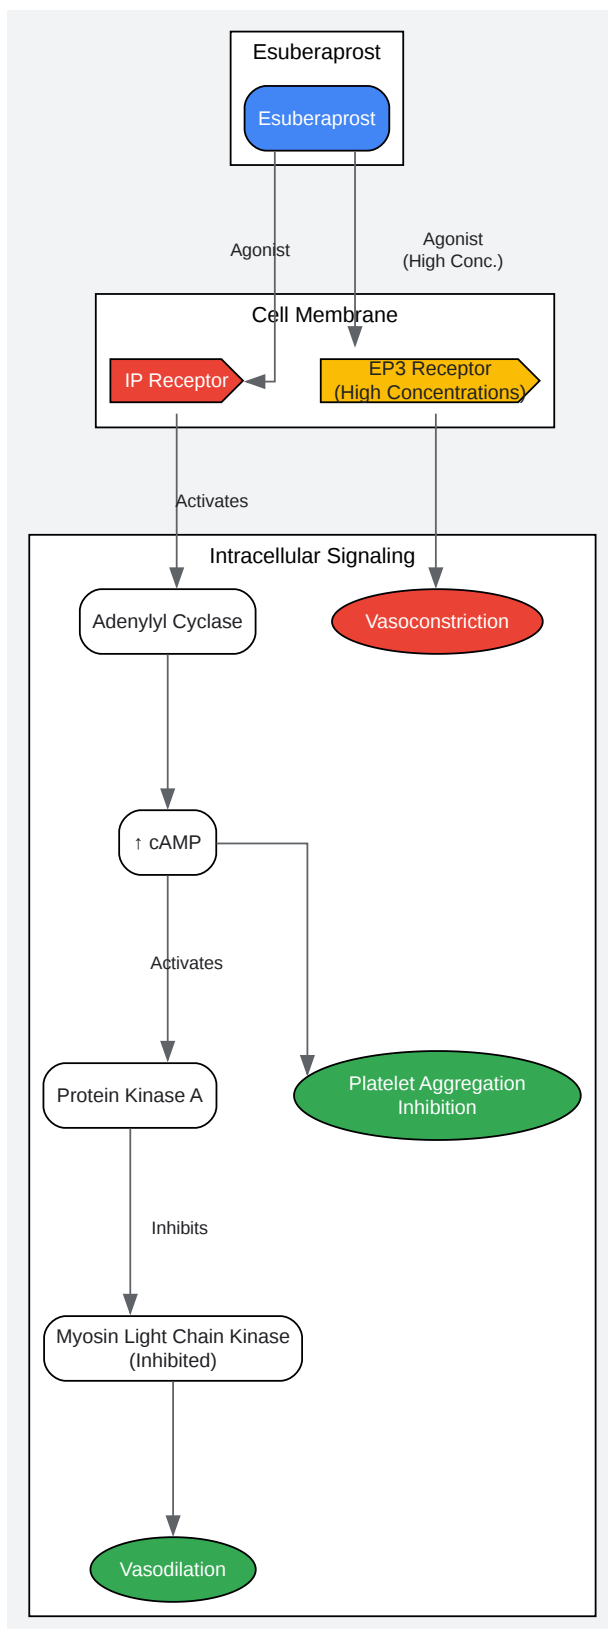 Esuberaprost
Esuberaprost
Agonist
Agonist
(High Conc.)
Cell Membrane
IP Receptor
EP3 Receptor
(High Concentrations)
Activates
Intracellular Signaling
Adenylyl Cyclase
Vasoconstriction
↑ cAMP
Activates
Protein Kinase A
Platelet Aggregation
Inhibition
Inhibits
Myosin Light Chain Kinase
(Inhibited)
Vasodilation